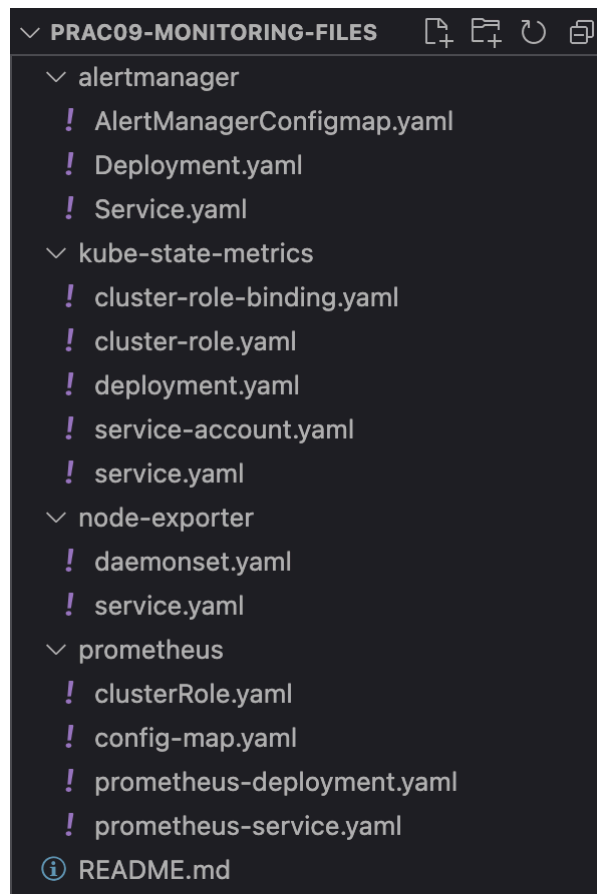 PRAC09-MONITORING-FILES
alertmanager
! AlertManagerConfigmap.yaml
! Deployment.yaml
! Service.yaml
kube-state-metrics
! cluster-role-binding.yaml
! cluster-role.yaml
! deployment.yaml
! service-account.yaml
! service.yaml
node-exporter
! daemonset.yaml
! service.yaml
prometheus
! clusterRole.yaml
! config-map.yaml
! prometheus-deployment.yaml
! prometheus-service.yaml
README.md